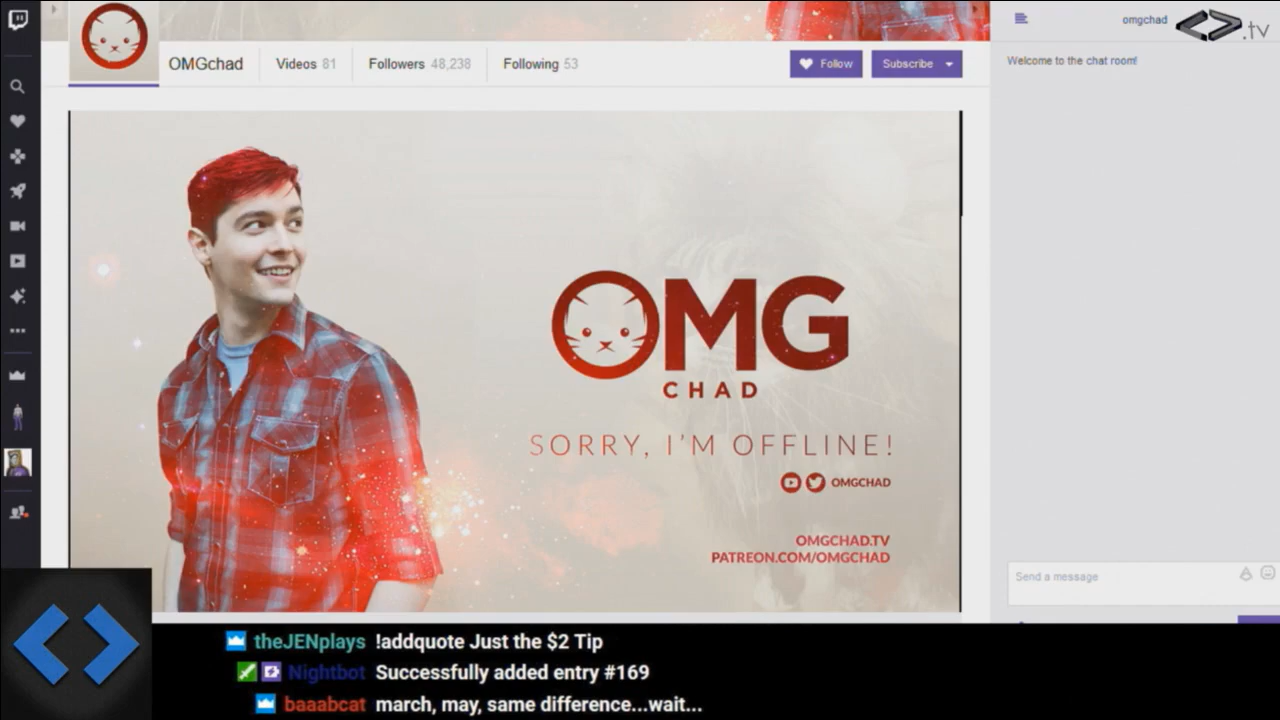 omgchad
.tv
OMGchad
Videos 81
Followers 48,238
Following 53
Follow
Subscribe
Welcome to the chat room!
OMG
CHAD
SORRY, I'M OFFLINE!
OMGCHAD
OMGCHAD.TV
PATREON.COM/OMGCHAD
Send a message
theJENplays !addquote Just the $2 Tip
Nightbot Successfully added entry #169
baaabcat march, may, same difference...wait...